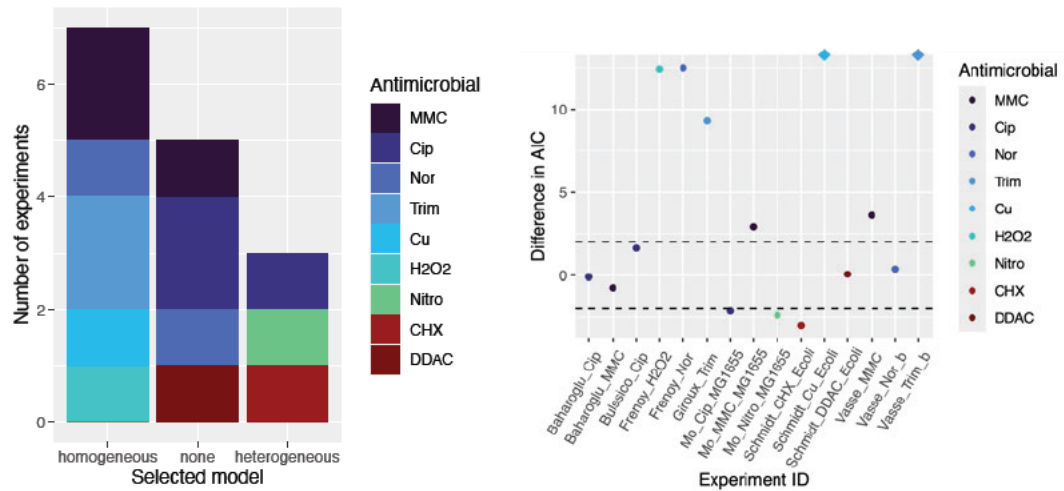 Number of experiments
6
4
2
0
homogeneous
none
heterogeneous
Selected model
Antimicrobial
MMC
Cip
Nor
Trim
Cu
H2O2
Nitro
CHX
DDAC
Difference in AIC
10
5
0
Baharoglu_Cip
Baharoglu_MMC
Bulssico_Cip
Frenoy_H2O2
Frenoy_Nor
Giroux_Trim
Mo_Cip_MG1655
Mo_MMC_MG1655
Mo_Nitro_MG1655
Schmidt_CHX_Ecoli
Schmidt_Cu_Ecoli
Schmidt_DDAC_Ecoli
Vasse_MMC
Vasse_Nor_b
Vasse_Trim_b
Experiment ID
Antimicrobial
MMC
Cip
Nor
Trim
Cu
H2O2
Nitro
CHX
DDAC